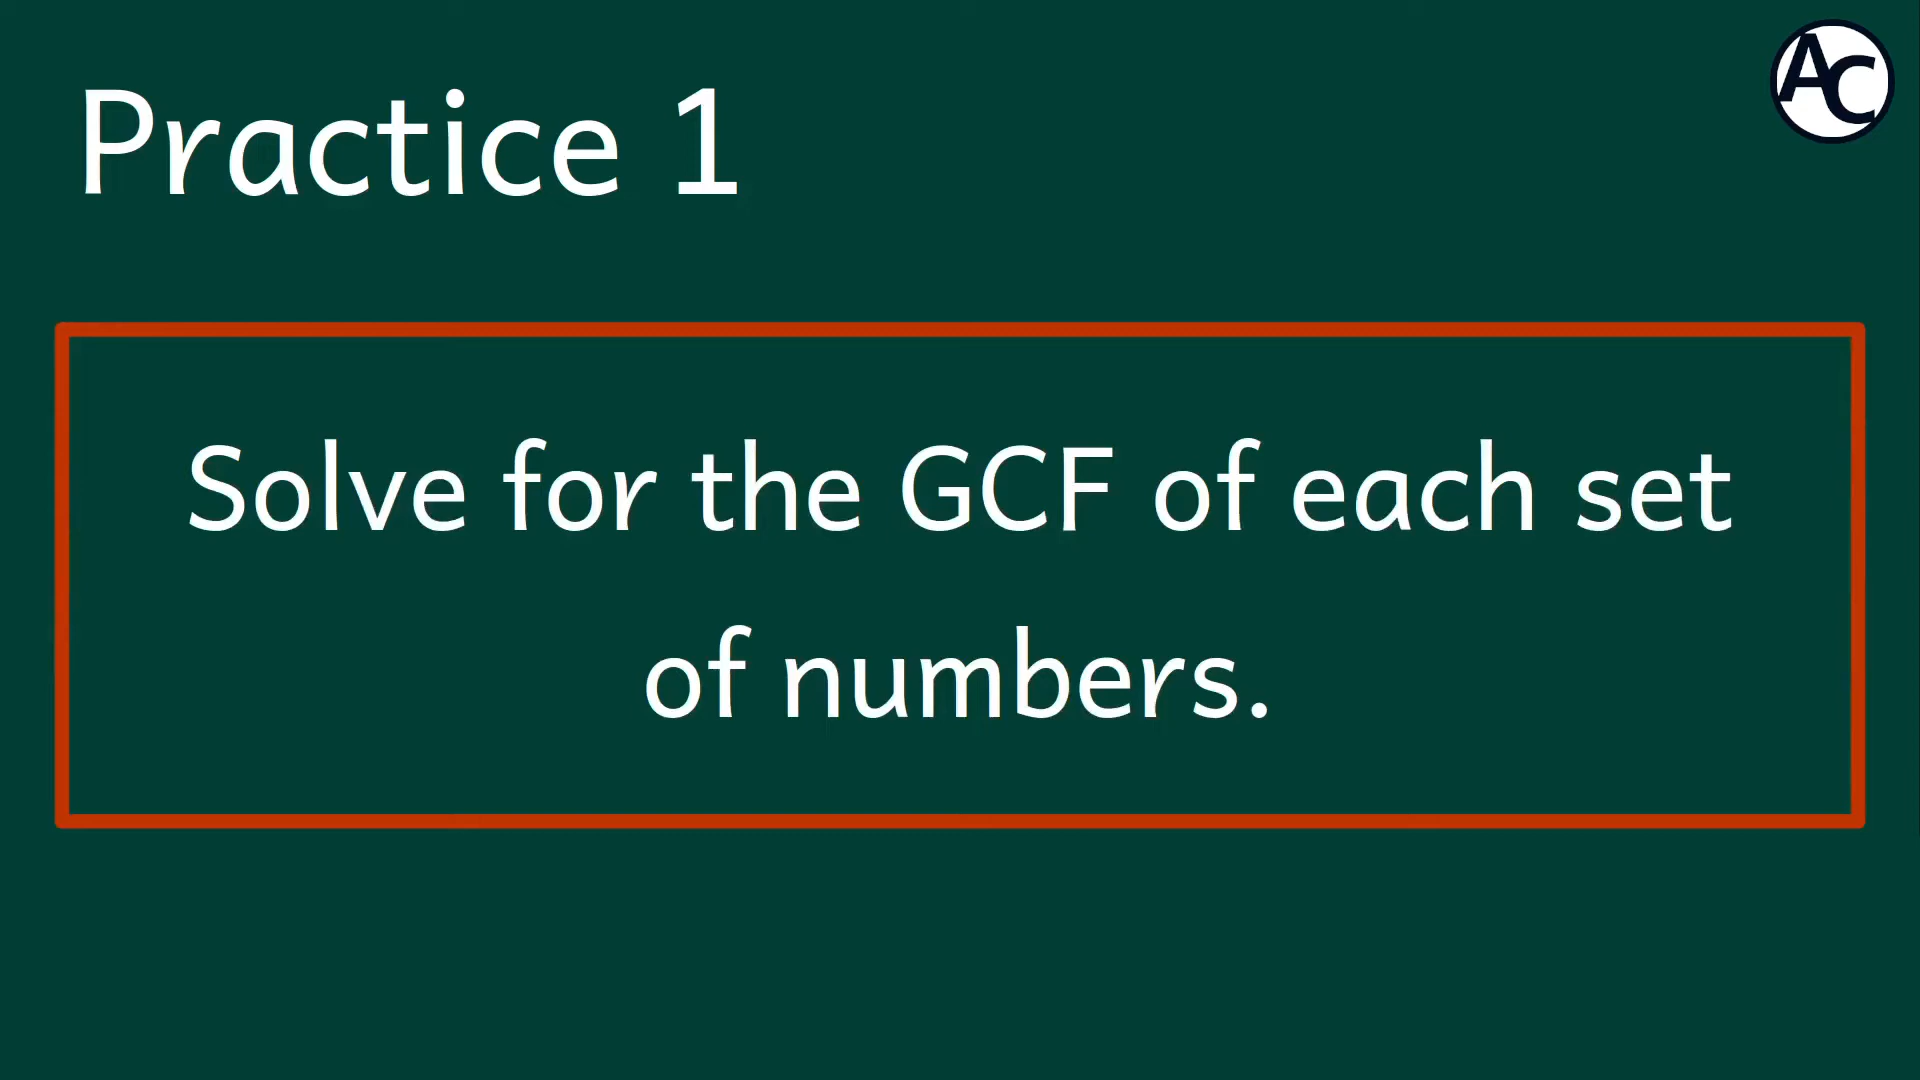 Practice 1
AC
Solve for the GCF of each set
of numbers.